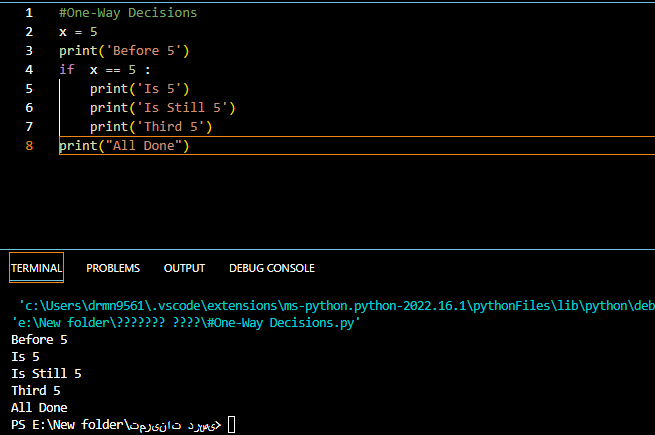 1 #One-Way Decisions
2 x = 5
3 print('Before 5')
4 if  x == 5 :
5     print('Is 5')
6     print('Is Still 5')
7     print('Third 5')
8 print("All Done")
TERMINAL PROBLEMS OUTPUT DEBUG CONSOLE
'c:\Users\drmn9561\.vscode\extensions\ms-python.python-2022.16.1\pythonFiles\lib\python\deb
'e:\New folder\??????? ????\#One-Way Decisions.py'
Before 5
Is 5
Is Still 5
Third 5
All Done
PS E:\New folder\تمرینات درسی>